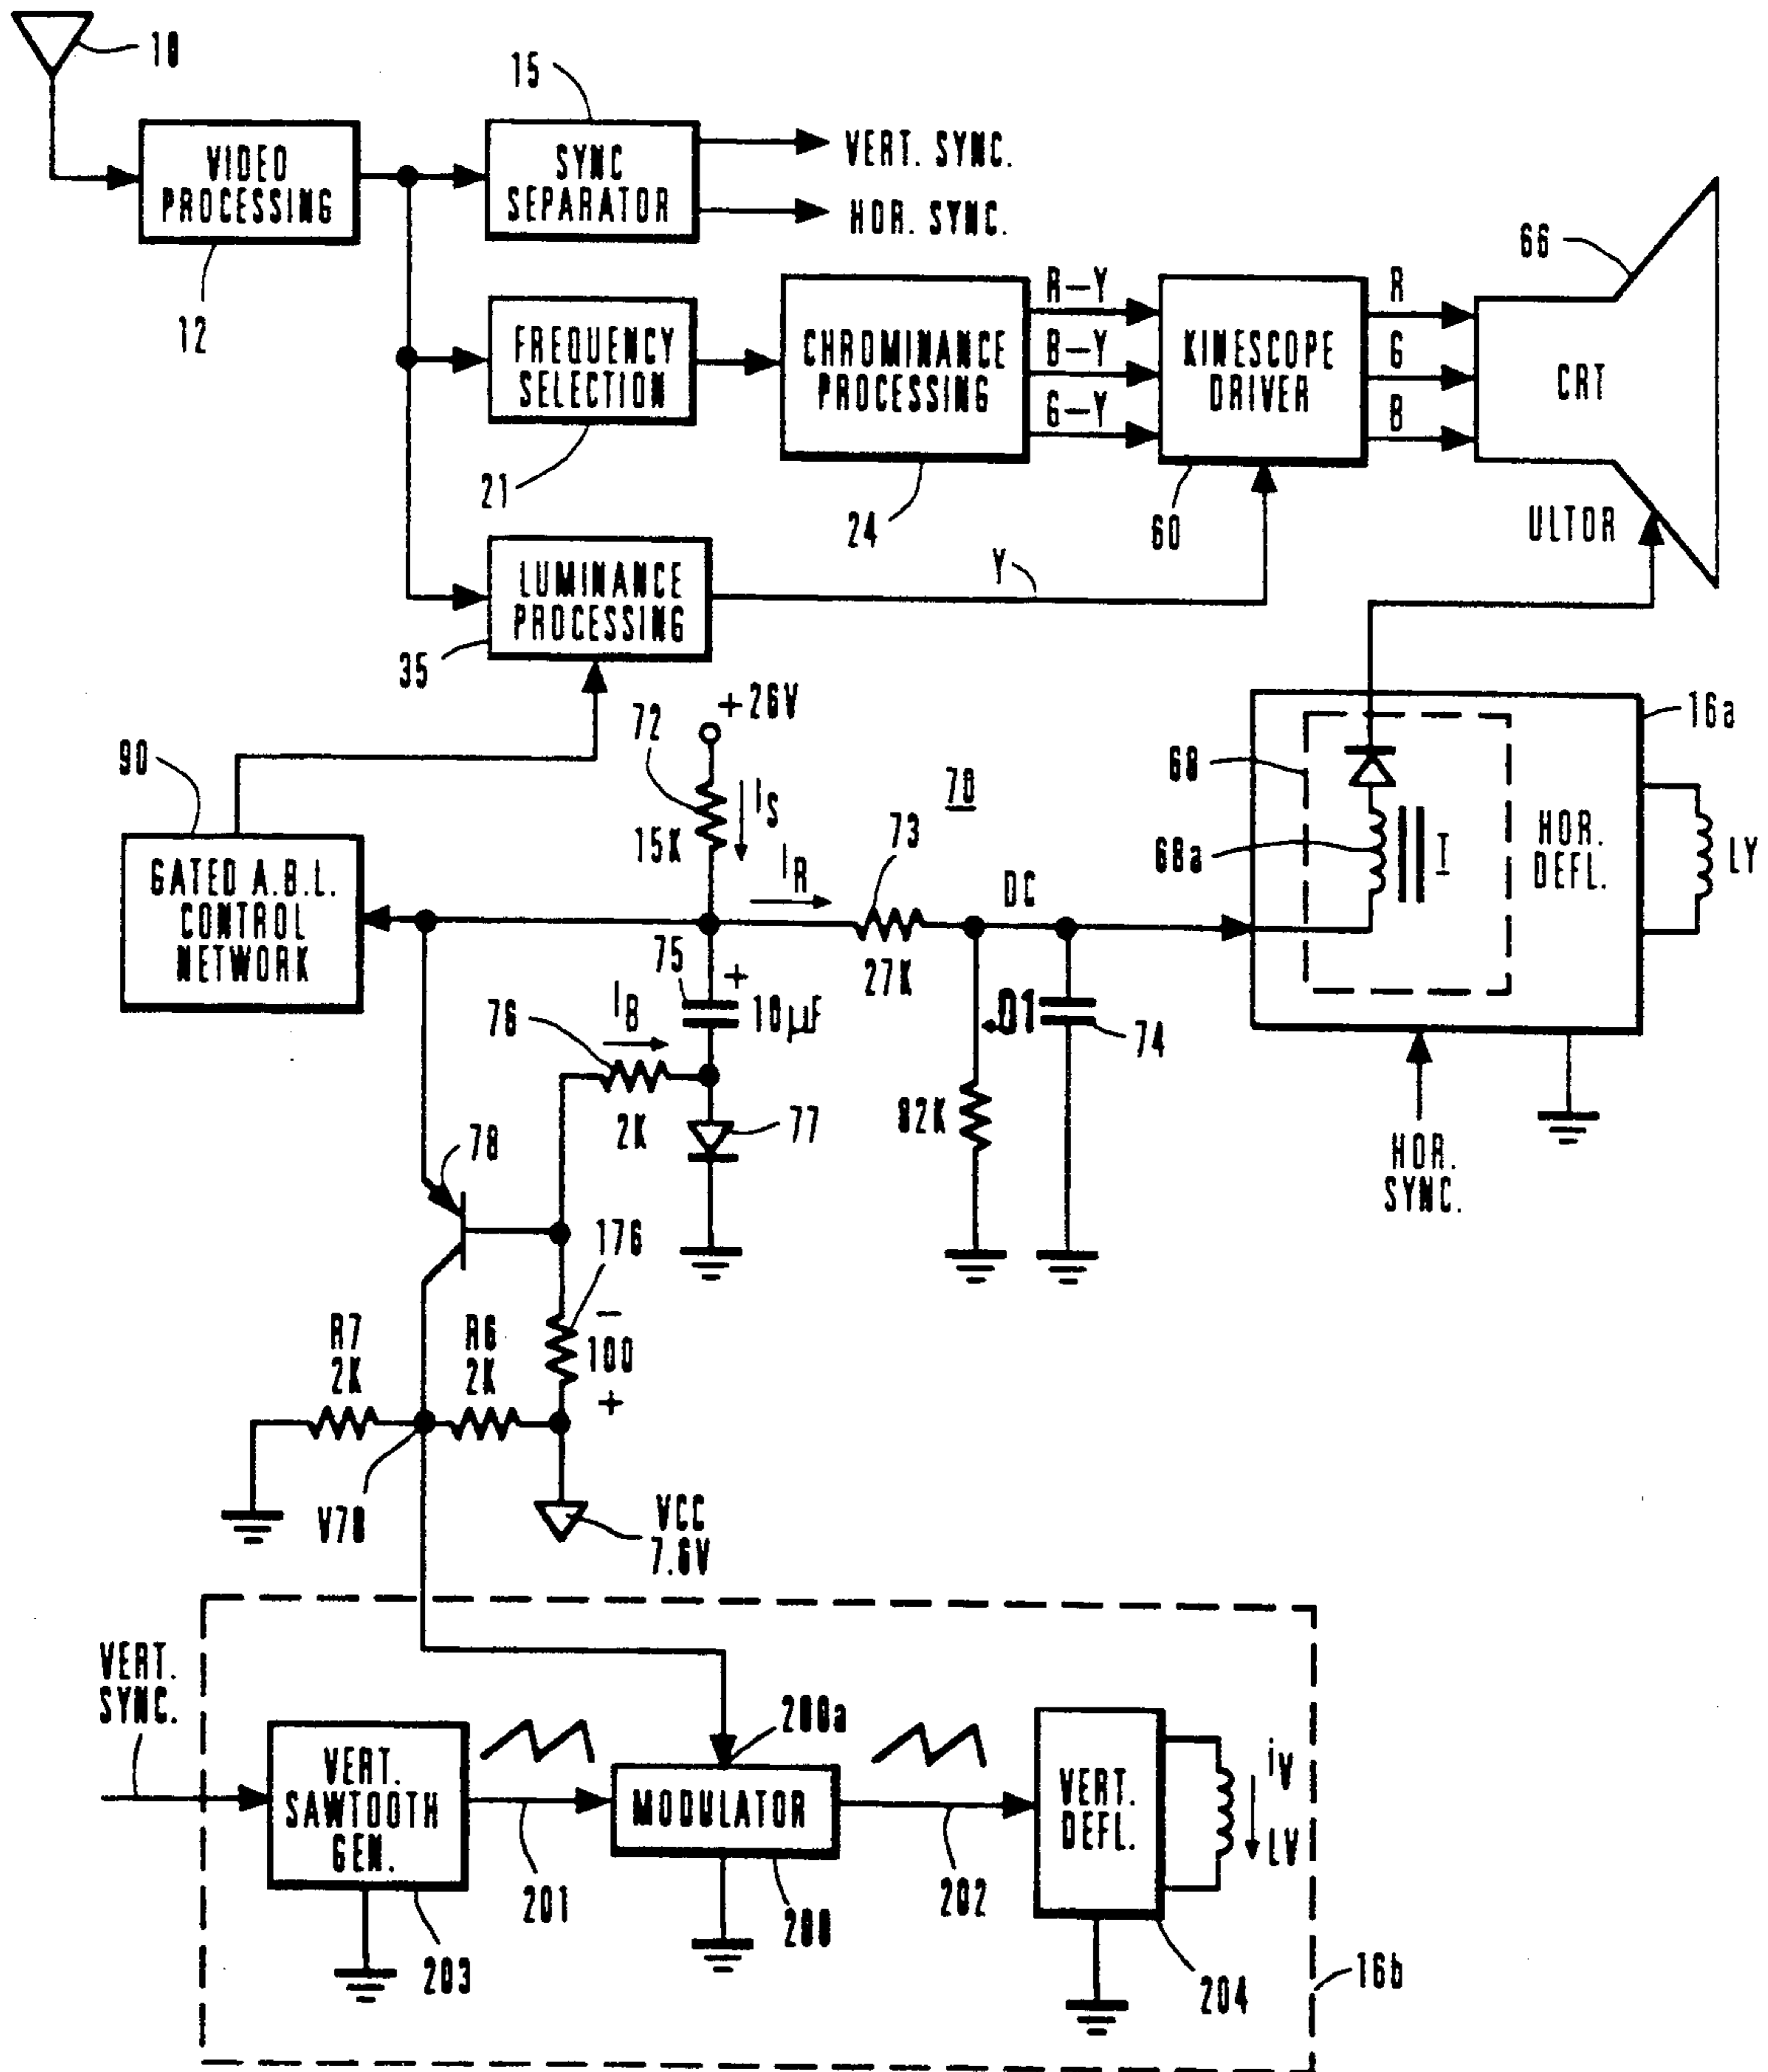 10
15
VIDEO
PROCESSING
12
SYNC
SEPARATOR
VERT. SYNC.
HOR. SYNC.
66
FREQUENCY
SELECTION
21
CHROMINANCE
PROCESSING
24
R-Y
B-Y
G-Y
KINESCOPE
DRIVER
60
R
G
B
CRT
ULTOR
LUMINANCE
PROCESSING
35
Y
90
GATED A.B.L.
CONTROL
NETWORK
72
+26V
15K
IS
IR
70
73
27K
DC
68
68a
T
HOR.
DEFL.
16a
LY
75
+
10µF
76
IB
2K
77
.01
74
82K
HOR.
SYNC.
78
176
−
100
+
R7
2K
R6
2K
V78
VCC
7.6V
VERT.
SYNC.
VERT.
SAWTOOTH
GEN.
203
201
200a
MODULATOR
200
202
VERT.
DEFL.
204
iV
LV
16b